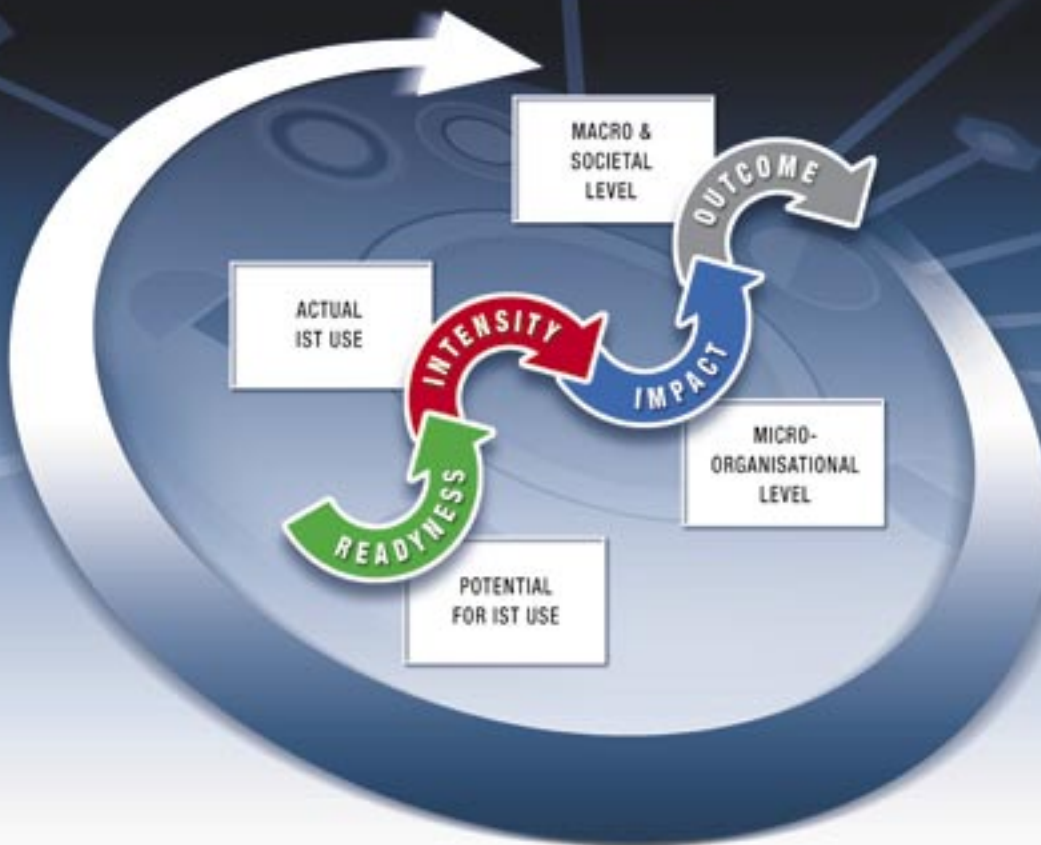 MACRO &
SOCIETAL
LEVEL
OUTCOME
ACTUAL
IST USE
INTENSITY
IMPACT
MICRO-
ORGANISATIONAL
LEVEL
READYNESS
POTENTIAL
FOR IST USE